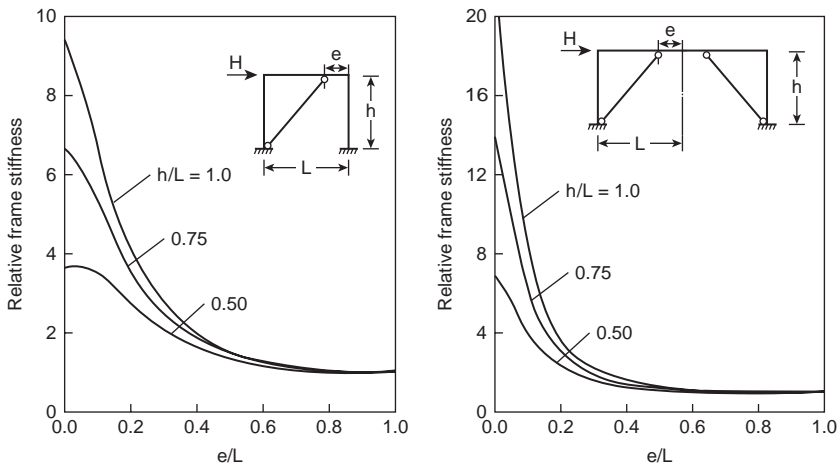 10
8
6
4
2
0
Relative frame stiffness
H
e
h
L
h/L = 1.0
0.75
0.50
0.0 0.2 0.4 0.6 0.8 1.0
e/L
20
16
12
8
4
0
Relative frame stiffness
H
e
h
L
h/L = 1.0
0.75
0.50
0.0 0.2 0.4 0.6 0.8 1.0
e/L